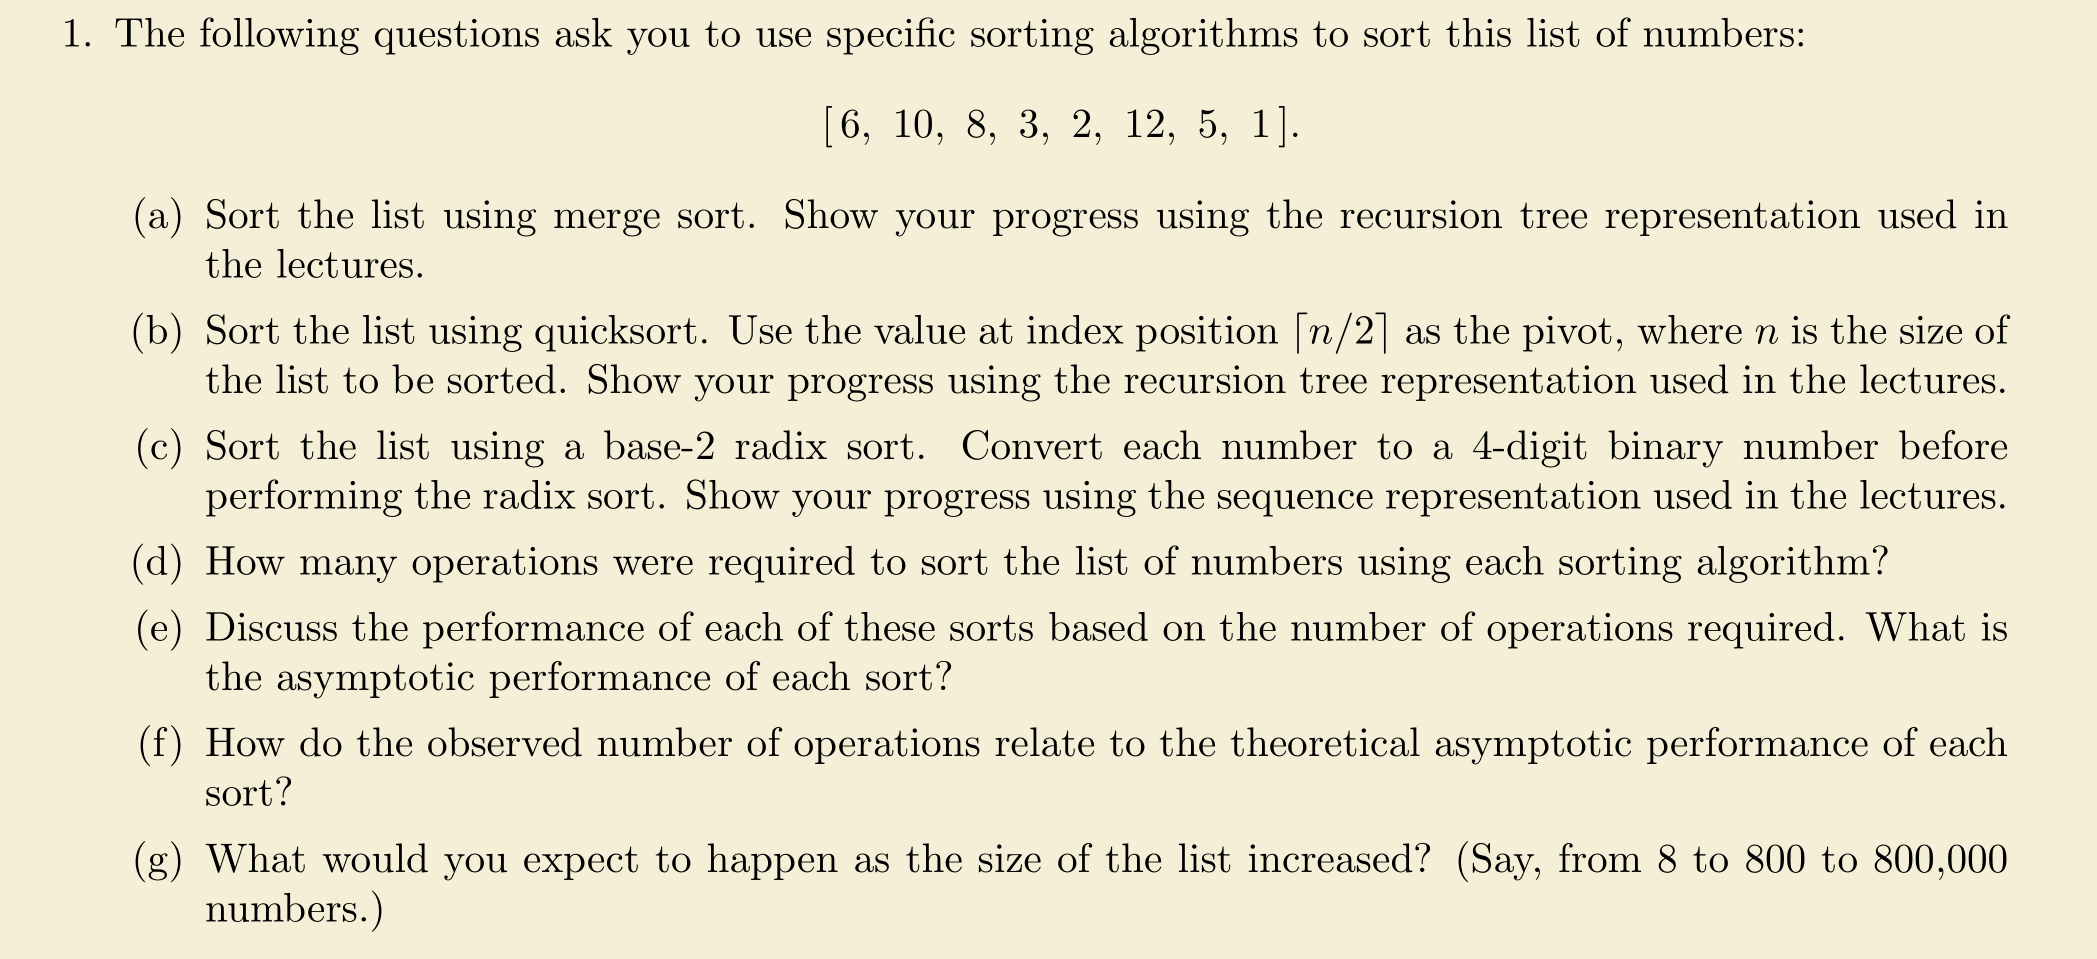 1. The following questions ask you to use specific sorting algorithms to sort this list of numbers:
[6, 10, 8, 3, 2, 12, 5, 1].
(a) Sort the list using merge sort. Show your progress using the recursion tree representation used in
the lectures.
(b) Sort the list using quicksort. Use the value at index position ⌈n/2⌉ as the pivot, where n is the size of
the list to be sorted. Show your progress using the recursion tree representation used in the lectures.
(c) Sort the list using a base-2 radix sort. Convert each number to a 4-digit binary number before
performing the radix sort. Show your progress using the sequence representation used in the lectures.
(d) How many operations were required to sort the list of numbers using each sorting algorithm?
(e) Discuss the performance of each of these sorts based on the number of operations required. What is
the asymptotic performance of each sort?
(f) How do the observed number of operations relate to the theoretical asymptotic performance of each
sort?
(g) What would you expect to happen as the size of the list increased? (Say, from 8 to 800 to 800,000
numbers.)